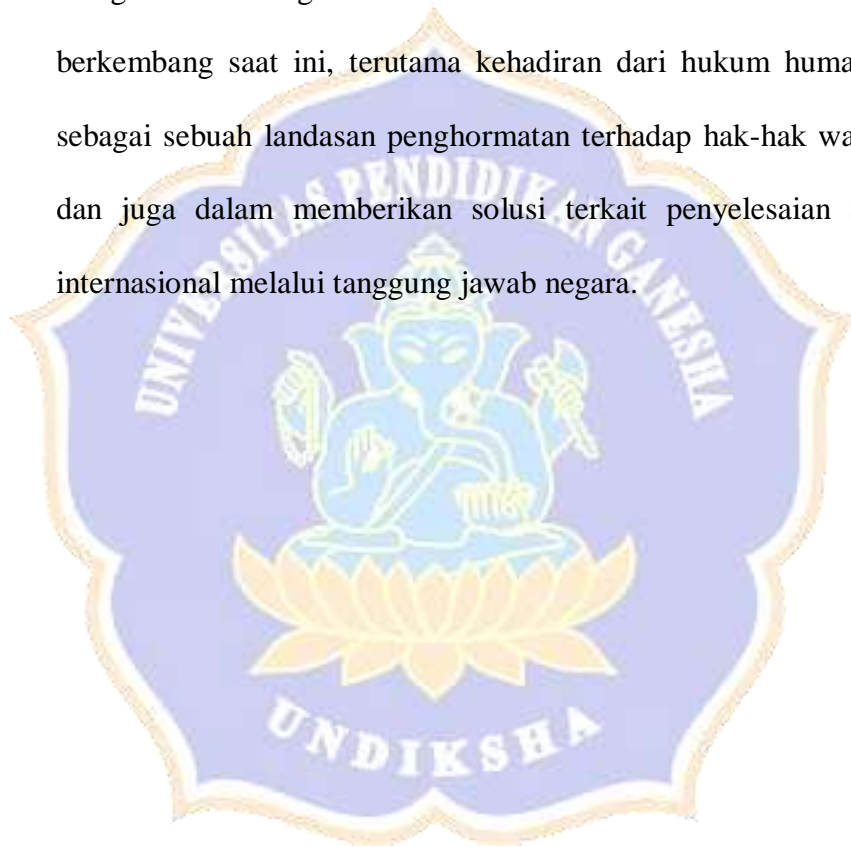 berkembang saat ini, terutama kehadiran dari hukum huma
sebagai sebuah landasan penghormatan terhadap hak-hak wa
dan juga dalam memberikan solusi terkait penyelesaian
internasional melalui tanggung jawab negara.
UNIVERSITAS PENDIDIKAN GANESHA
UNDIKSHA